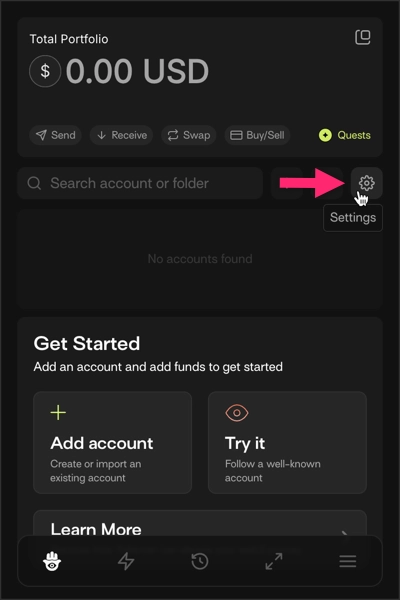 Total Portfolio
$ 0.00 USD
Send
Receive
Swap
Buy/Sell
Quests
Search account or folder
Settings
No accounts found
Get Started
Add an account and add funds to get started
Add account
Create or import an
existing account
Try it
Follow a well-known
account
Learn More